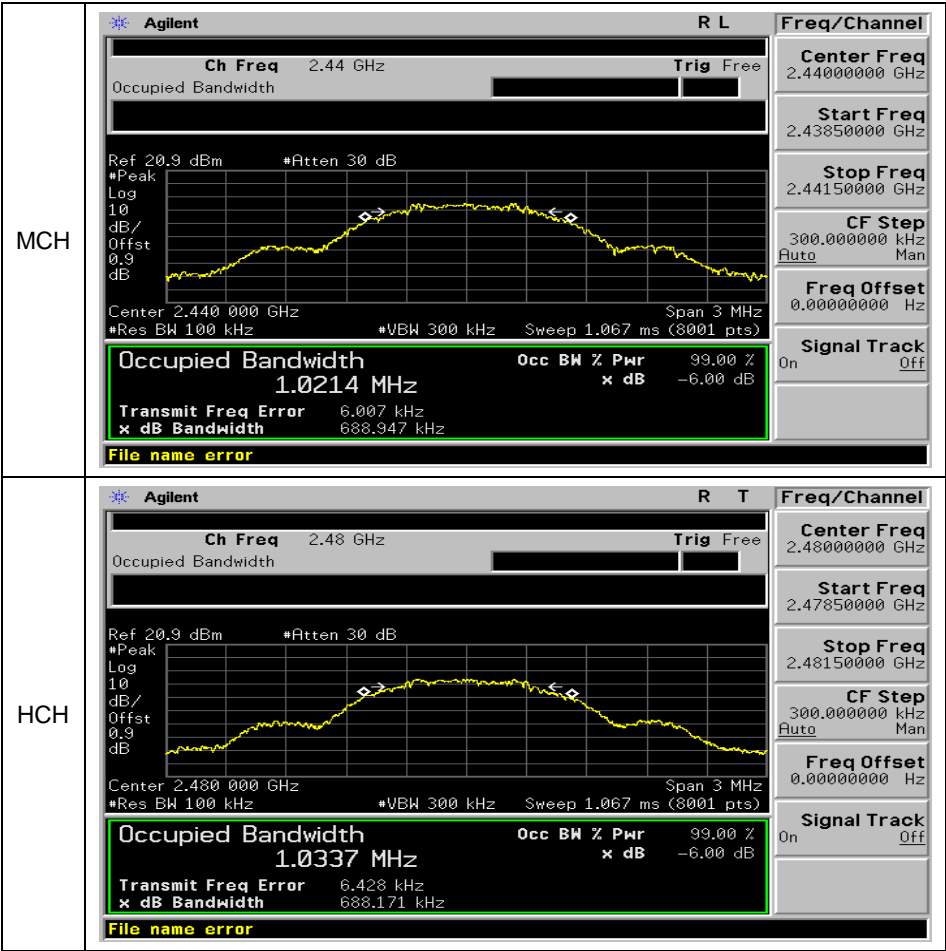 MCH
Agilent R L Freq/Channel
Ch Freq 2.44 GHz Trig Free
Occupied Bandwidth
Center Freq
2.44000000 GHz
Start Freq
2.43850000 GHz
Stop Freq
2.44150000 GHz
CF Step
300.000000 kHz
Auto Man
Freq Offset
0.00000000 Hz
Signal Track
On Off
Ref 20.9 dBm #Atten 30 dB
#Peak
Log
10
dB/
Offst
0.9
dB
Center 2.440 000 GHz Span 3 MHz
#Res BW 100 kHz #VBW 300 kHz Sweep 1.067 ms (8001 pts)
Occupied Bandwidth Occ BW % Pwr 99.00 %
1.0214 MHz x dB -6.00 dB
Transmit Freq Error 6.007 kHz
x dB Bandwidth 688.947 kHz
File name error
HCH
Agilent R T Freq/Channel
Ch Freq 2.48 GHz Trig Free
Occupied Bandwidth
Center Freq
2.48000000 GHz
Start Freq
2.47850000 GHz
Stop Freq
2.48150000 GHz
CF Step
300.000000 kHz
Auto Man
Freq Offset
0.00000000 Hz
Signal Track
On Off
Ref 20.9 dBm #Atten 30 dB
#Peak
Log
10
dB/
Offst
0.9
dB
Center 2.480 000 GHz Span 3 MHz
#Res BW 100 kHz #VBW 300 kHz Sweep 1.067 ms (8001 pts)
Occupied Bandwidth Occ BW % Pwr 99.00 %
1.0337 MHz x dB -6.00 dB
Transmit Freq Error 6.428 kHz
x dB Bandwidth 688.171 kHz
File name error